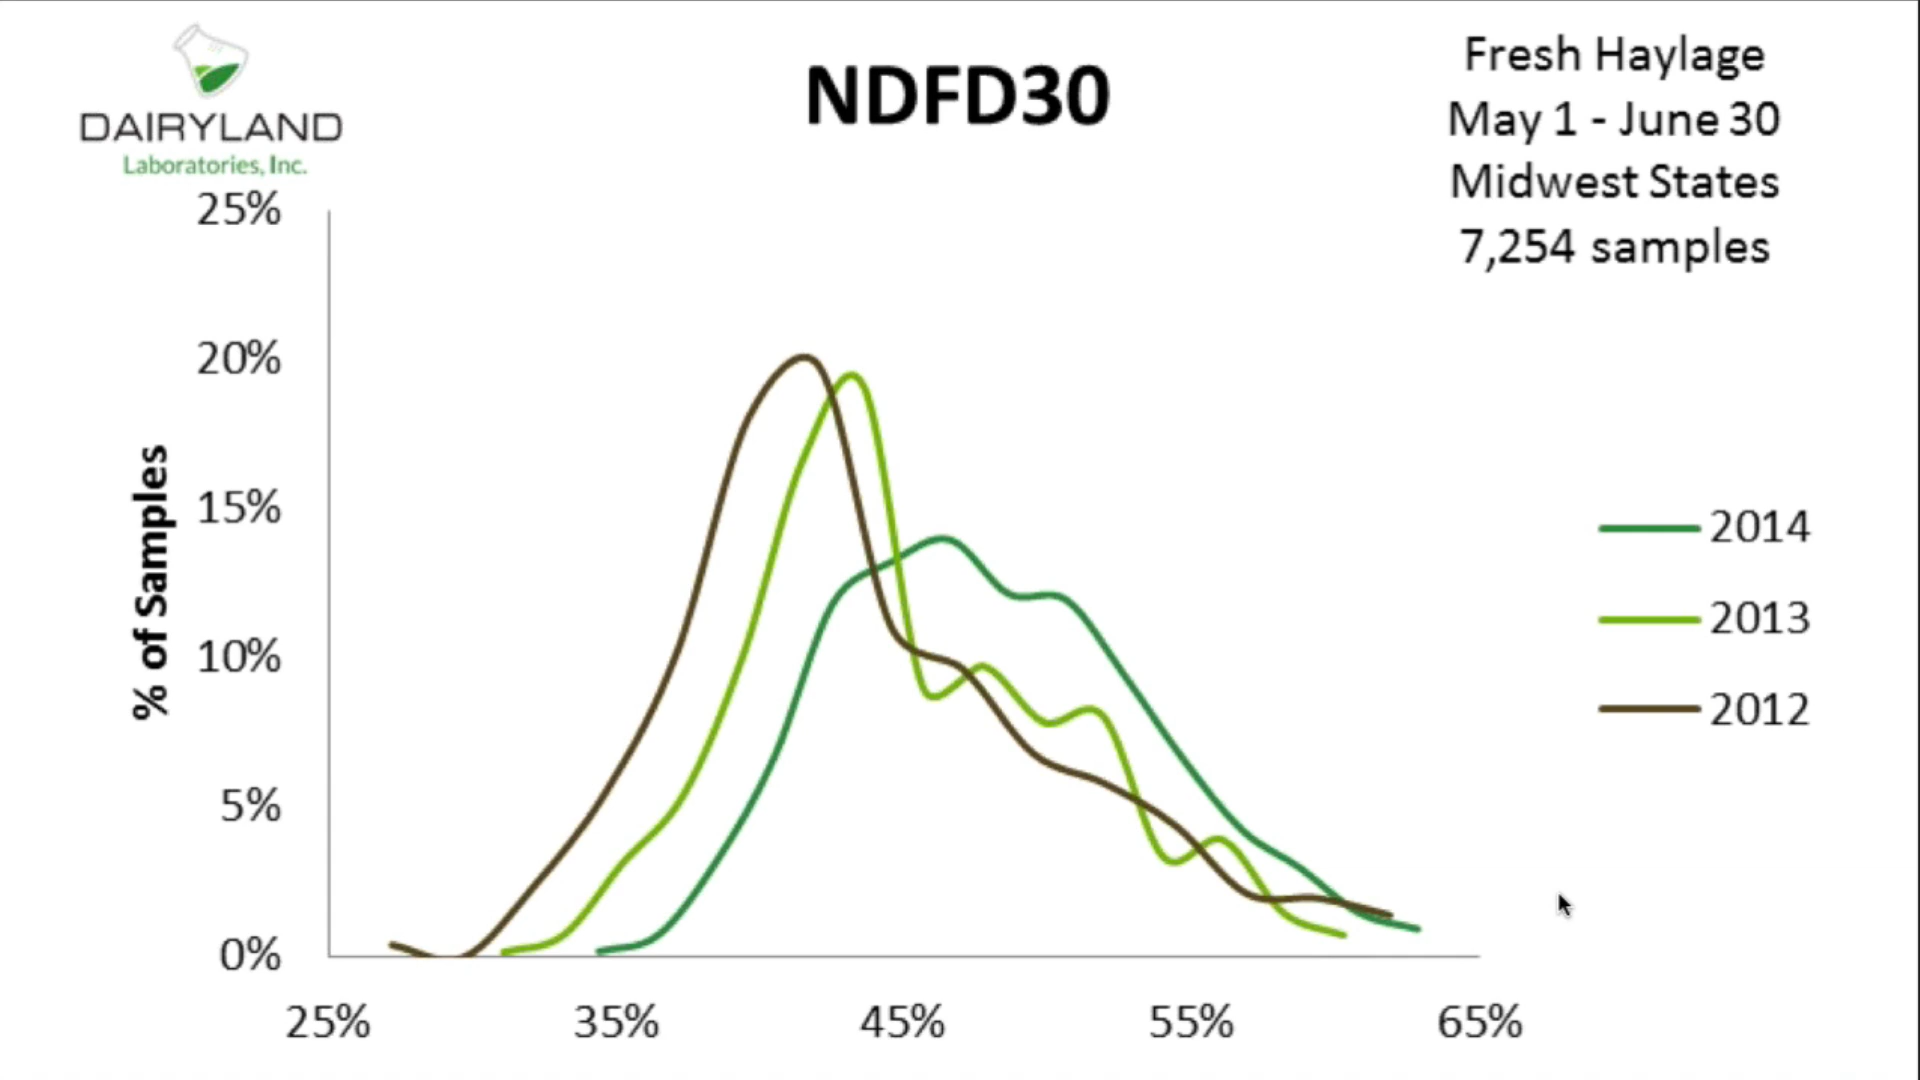 DAIRYLAND
Laboratories, Inc.
NDFD30
Fresh Haylage
May 1 - June 30
Midwest States
7,254 samples
25%
20%
15%
10%
5%
0%
% of Samples
2014
2013
2012
25%
35%
45%
55%
65%